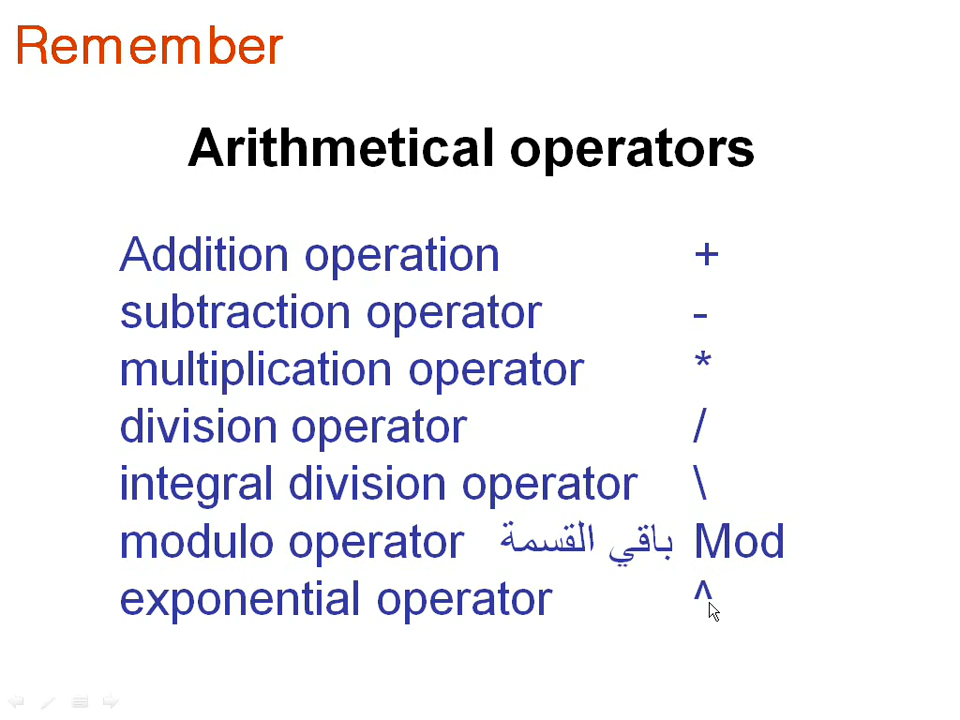 Remember
Arithmetical operators
Addition operation +
subtraction operator -
multiplication operator *
division operator /
integral division operator \
modulo operator باقي القسمة Mod
exponential operator ^